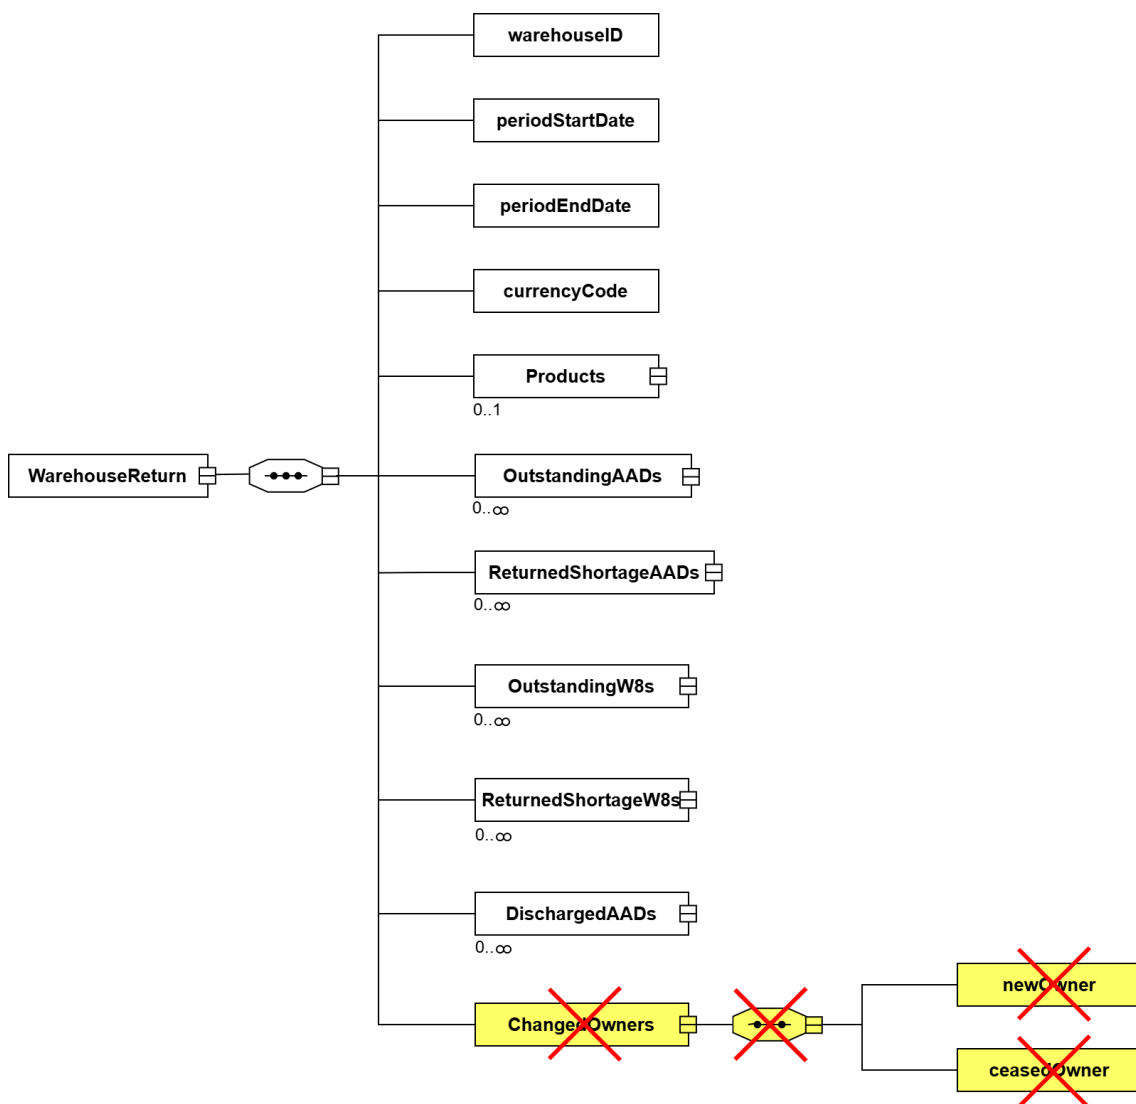 warehouseID
periodStartDate
periodEndDate
currencyCode
Products
0..1
WarehouseReturn
OutstandingAADs
0..∞
ReturnedShortageAADs
0..∞
OutstandingW8s
0..∞
ReturnedShortageW8s
0..∞
DischargedAADs
0..∞
newOwner
ChangedOwners
ceasedOwner